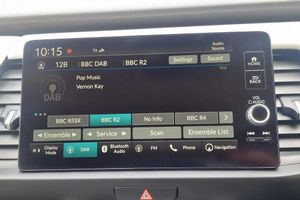 10:15 TA Audio Source
12B BBC DAB BBC R2 Settings Sound
Pop Music
Vernon Kay
DAB
BBC R5SX BBC R2 No Info BBC R4
Ensemble Service Scan Ensemble List
Display Mode DAB Bluetooth Audio FM Phone Navigation
HOME
BACK
VOL
AUDIO